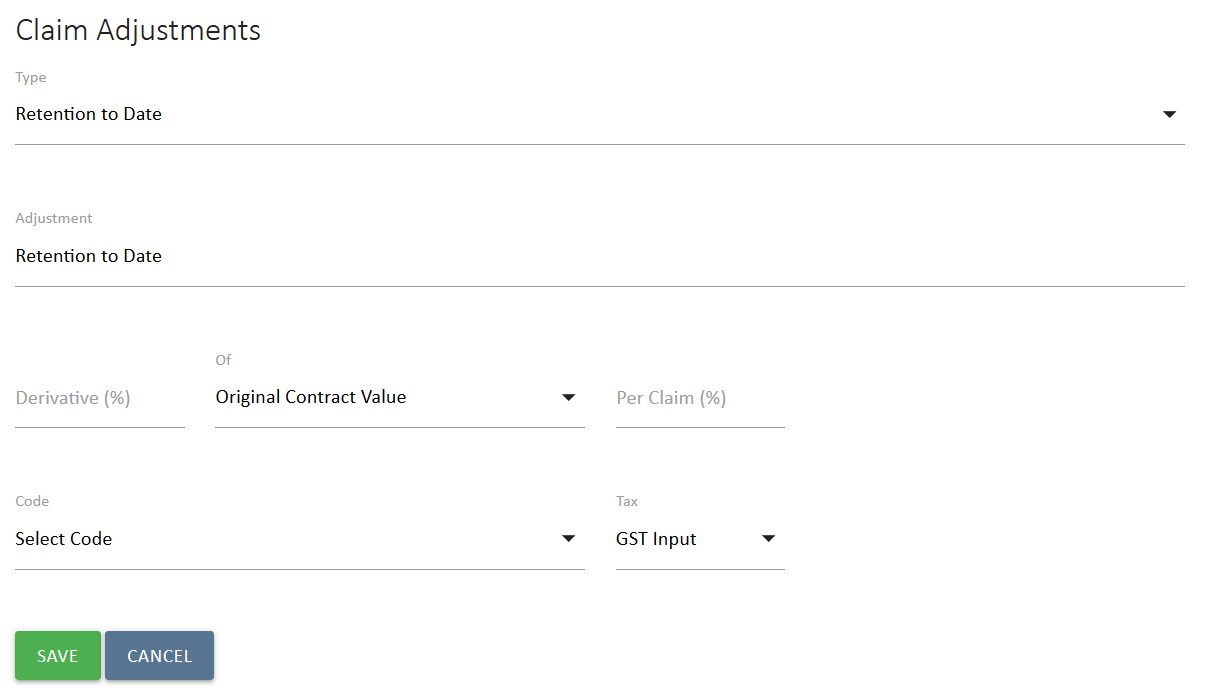 Claim Adjustments
Type
Retention to Date
Adjustment
Retention to Date
Of
Derivative (%) Original Contract Value Per Claim (%)
Code Tax
Select Code GST Input
SAVE CANCEL